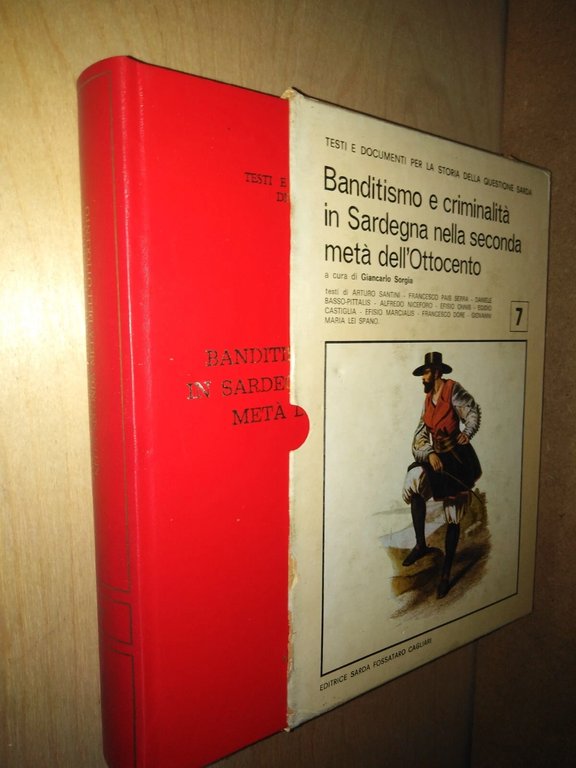 TESTI E
DI
BANDITI
IN SARDEG
METÀ D
TESTI E DOCUMENTI PER LA STORIA DELLA QUESTIONE SARDA
Banditismo e criminalità
in Sardegna nella seconda
metà dell'Ottocento
a cura di Giancarlo Sorgia
testi di ARTURO SANTINI - FRANCESCO PAIS SERRA - DANIELE
BASSO-PITTALIS - ALFREDO NICEFORO - EFISIO ORNIS - EGIDIO
CASTIGLIA - EFISIO MARCIALIS - FRANCESCO DORE - GIOVANNI
MARIA LEI SPANO.
7
EDITRICE SARDA FOSSATARO CAGLIARI